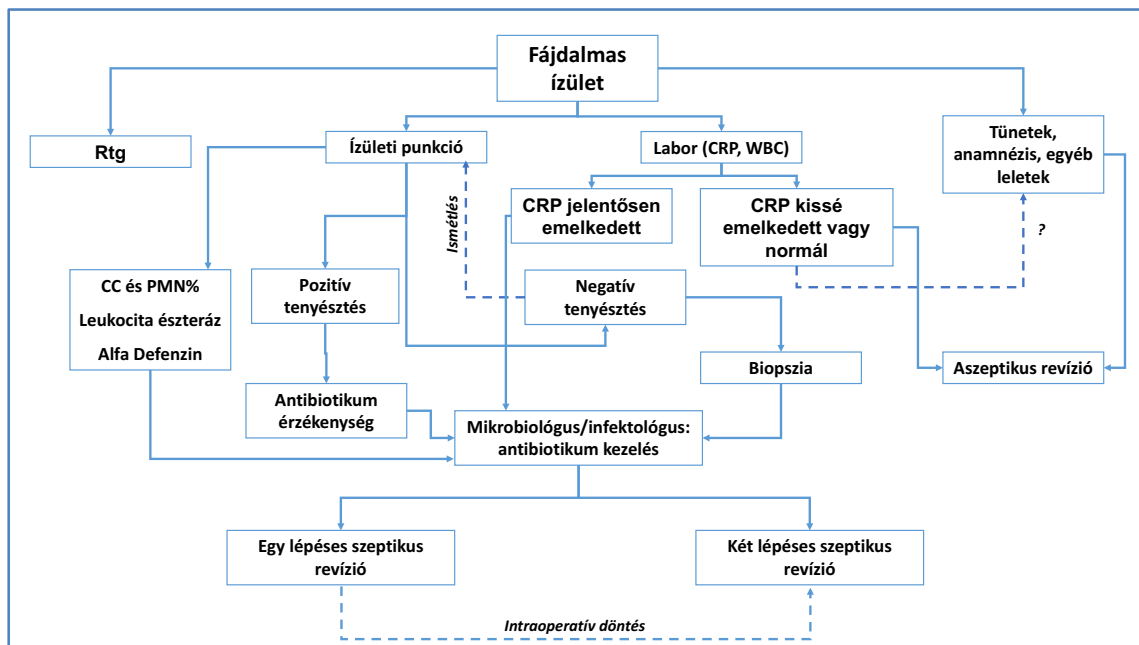 Fájdalmas
ízület
Rtg
Ízületi punkció
Labor (CRP, WBC)
Tünetek,
anamnézis, egyéb
leletek
Ismétlés
CRP jelentősen
emelkedett
CRP kissé
emelkedett vagy
normál
?
CC és PMN%
Leukocita észteráz
Alfa Defenzin
Pozitív
tenyésztés
Negatív
tenyésztés
Biopszia
Aszeptikus revízió
Antibiotikum
érzékenység
Mikrobiológus/infektológus:
antibiotikum kezelés
Egy lépéses szeptikus
revízió
Két lépéses szeptikus
revízió
Intraoperatív döntés